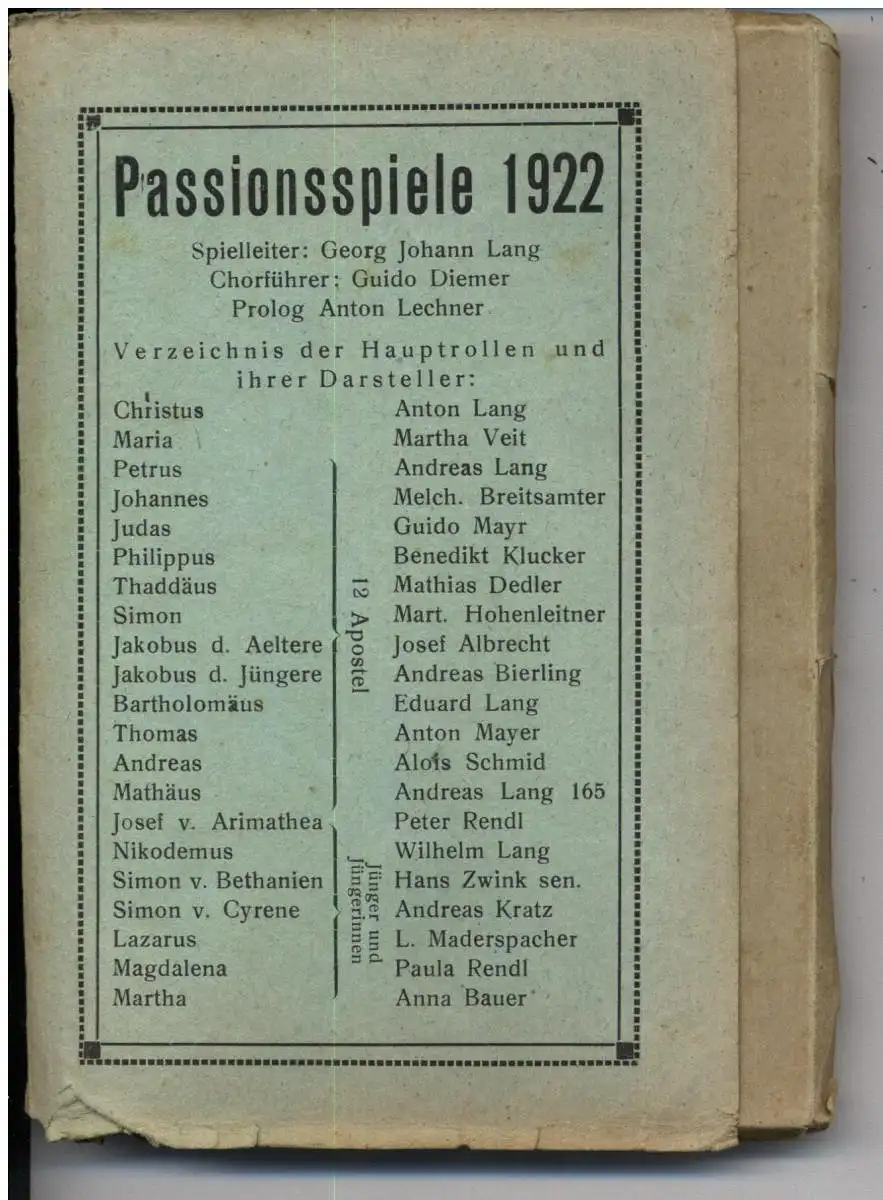 Passionsspiele 1922
Spielleiter: Georg Johann Lang
Chorführer: Guido Diemer
Prolog Anton Lechner
Verzeichnis der Hauptrollen und
ihrer Darsteller:
Christus Anton Lang
Maria Martha Veit
Petrus Andreas Lang
Johannes Melch. Breitsamter
Judas Guido Mayr
Philippus Benedikt Klucker
Thaddäus Mathias Dedler
Simon Mart. Hohenleitner
Jakobus d. Aeltere Josef Albrecht
Jakobus d. Jüngere Andreas Bierling
Bartholomäus Eduard Lang
Thomas Anton Mayer
Andreas Alois Schmid
Mathäus Andreas Lang 165
12 Apostel
Josef v. Arimathea Peter Rendl
Nikodemus Wilhelm Lang
Simon v. Bethanien Hans Zwink sen.
Simon v. Cyrene Andreas Kratz
Lazarus L. Maderspacher
Magdalena Paula Rendl
Martha Anna Bauer
Jünger und
Jüngerinnen